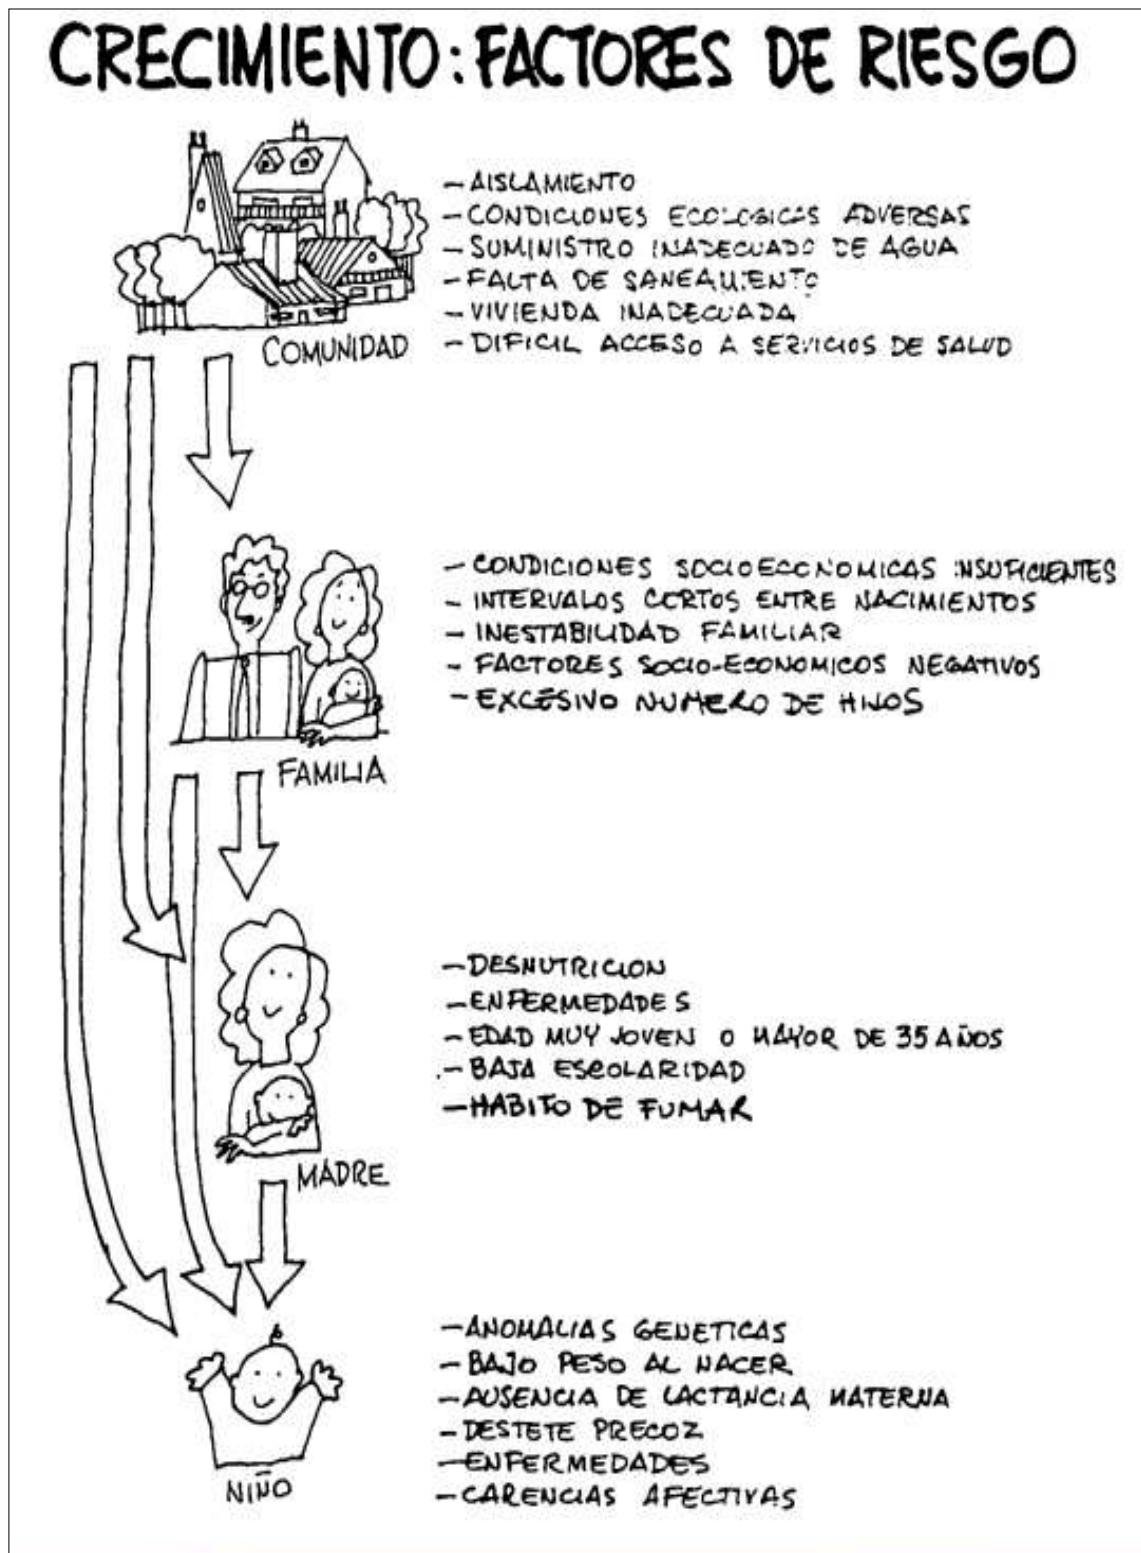 CRECIMIENTO: FACTORES DE RIESGO
- AISLAMIENTO
- CONDICIONES ECOLOGICAS ADVERSAS
- SUMINISTRO INADECUADO DE AGUA
- FALTA DE SANEAMIENTO
- VIVIENDA INADECUADA
- DIFICIL ACCESO A SERVICIOS DE SALUD
COMUNIDAD
- CONDICIONES SOCIOECONOMICAS INSUFICIENTES
- INTERVALOS CORTOS ENTRE NACIMIENTOS
- INESTABILIDAD FAMILIAR
- FACTORES SOCIO-ECONOMICOS NEGATIVOS
- EXCESIVO NUMERO DE HIJOS
FAMILIA
- DESNUTRICION
- ENFERMEDADES
- EDAD MUY JOVEN O MAYOR DE 35 AÑOS
- BAJA ESCOLARIDAD
- HABITO DE FUMAR
MADRE
- ANOMALIAS GENETICAS
- BAJO PESO AL NACER
- AUSENCIA DE LACTANCIA MATERNA
- DESTETE PRECOZ
- ENFERMEDADES
- CARENCIAS AFECTIVAS
NIÑO